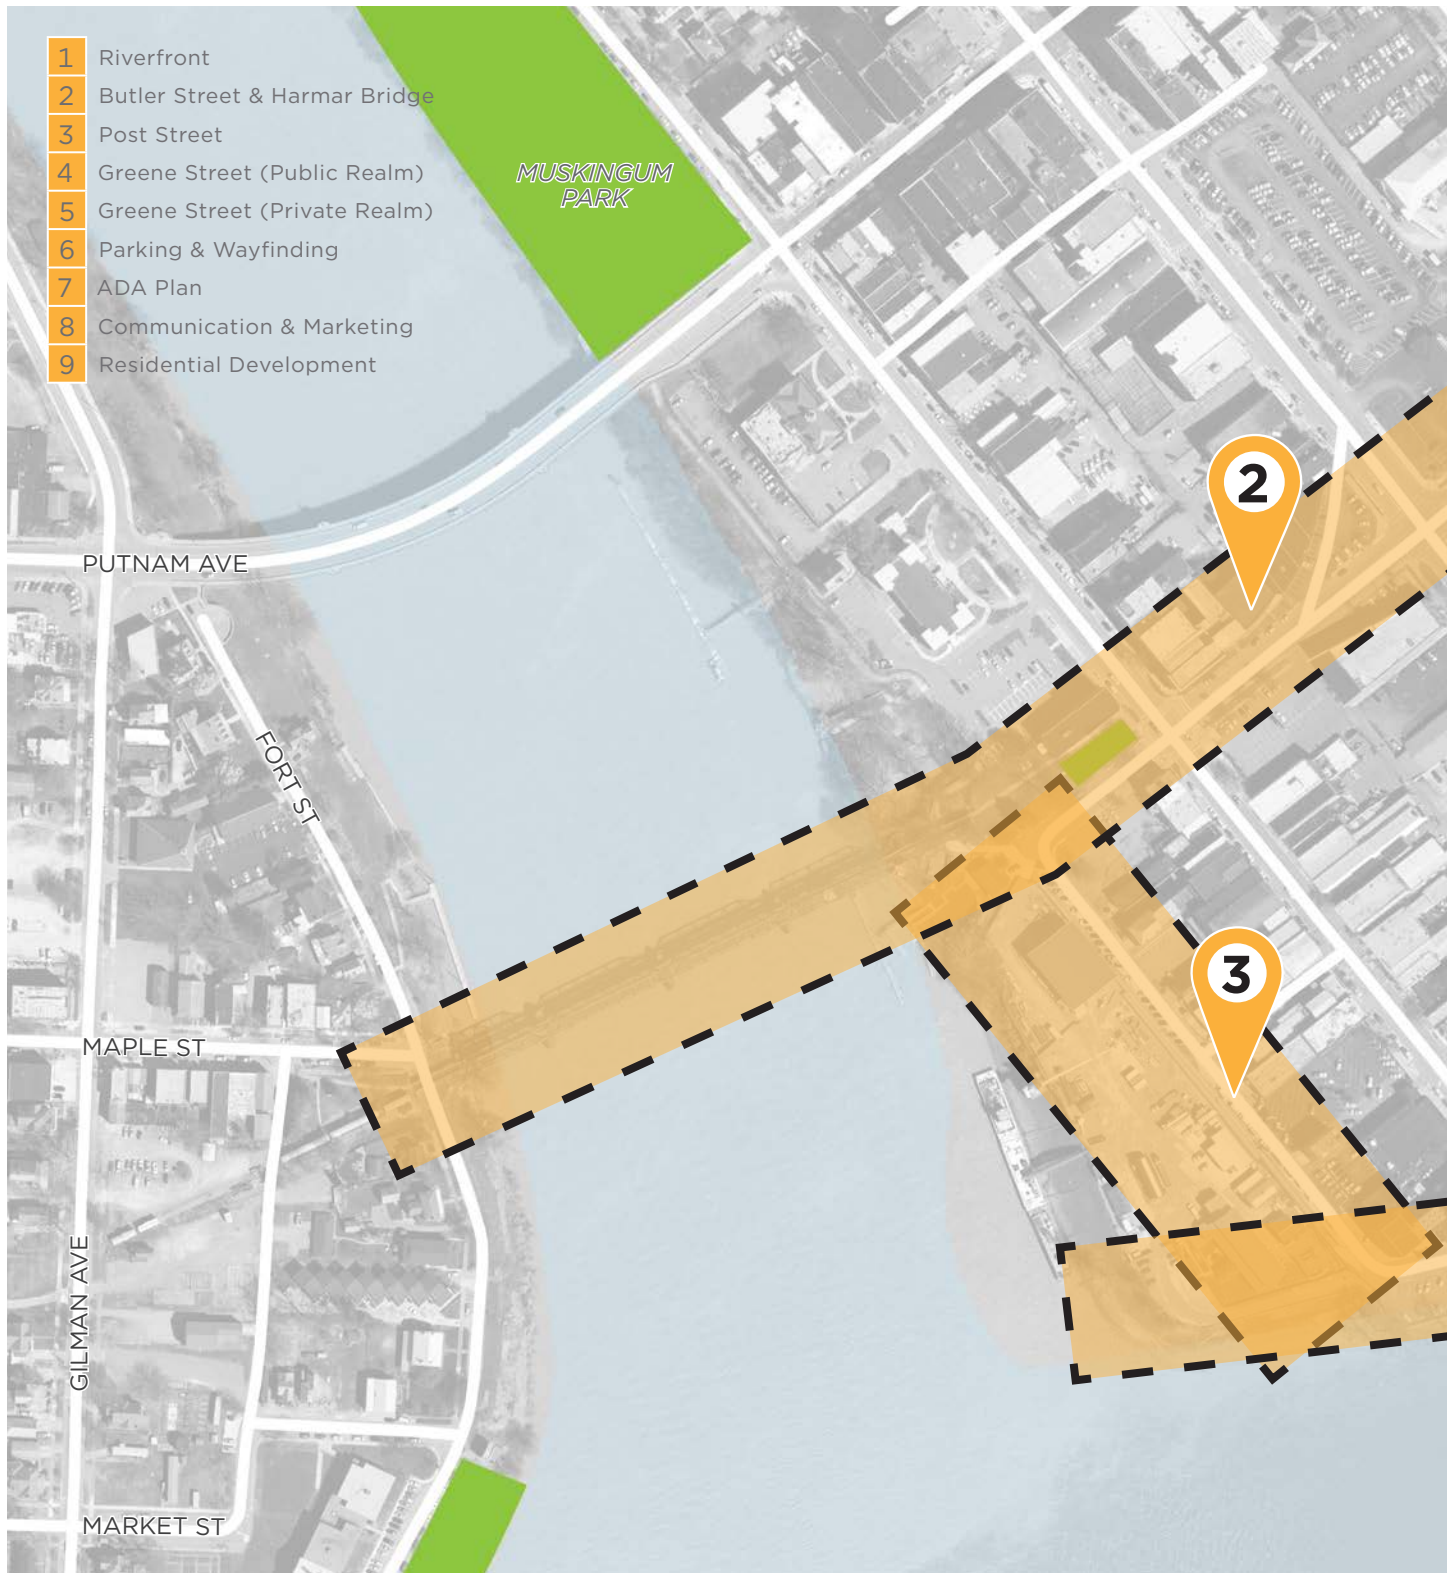 1 Riverfront
2 Butler Street & Harmar Bridge
3 Post Street
4 Greene Street (Public Realm)
5 Greene Street (Private Realm)
6 Parking & Wayfinding
7 ADA Plan
8 Communication & Marketing
9 Residential Development
MUSKINGUM
PARK
2
PUTNAM AVE
FORT ST
3
MAPLE ST
GILMAN AVE
MARKET ST